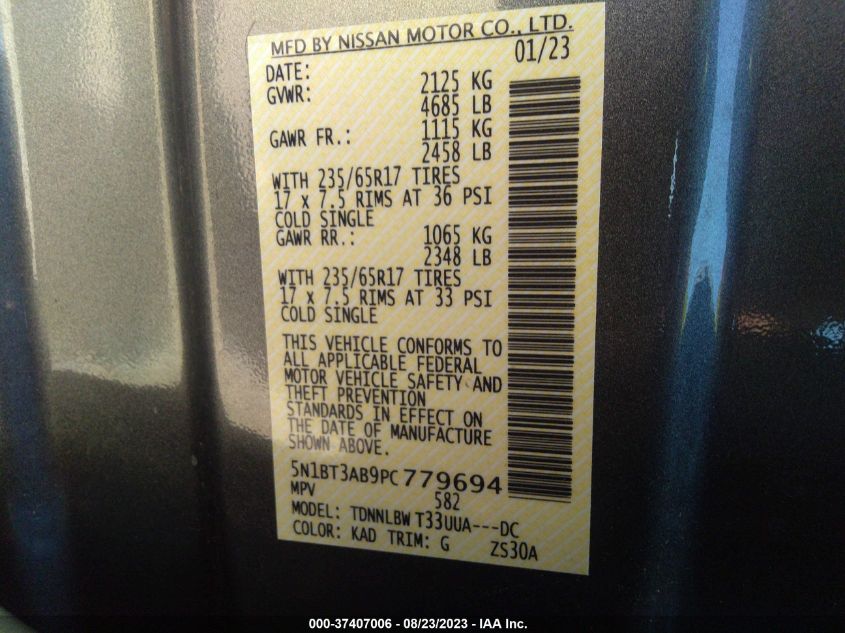 MFD BY NISSAN MOTOR CO., LTD.
DATE: 01/23
GVWR: 2125 KG
4685 LB
GAWR FR.: 1115 KG
2458 LB
WITH 235/65R17 TIRES
17 x 7.5 RIMS AT 36 PSI
COLD SINGLE
GAWR RR.: 1065 KG
2348 LB
WITH 235/65R17 TIRES
17 x 7.5 RIMS AT 33 PSI
COLD SINGLE
THIS VEHICLE CONFORMS TO
ALL APPLICABLE FEDERAL
MOTOR VEHICLE SAFETY AND
THEFT PREVENTION
STANDARDS IN EFFECT ON
THE DATE OF MANUFACTURE
SHOWN ABOVE.
5N1BT3AB9PC779694
MPV 582
MODEL: TDNNLBW T33UUA---DC
COLOR: KAD TRIM: G ZS30A
000-37407006 - 08/23/2023 - IAA Inc.